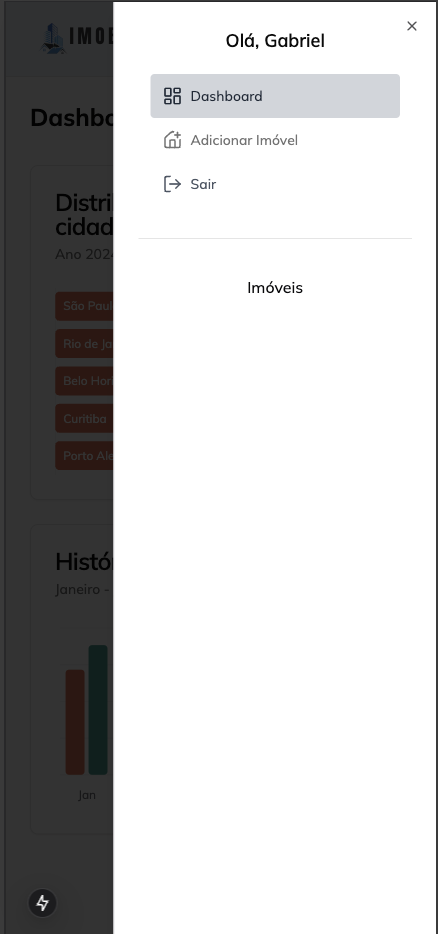 IMOB
Olá, Gabriel
Dashboard
Adicionar Imóvel
Sair
Imóveis
Dashbo
Distri
cidad
Ano 2024
São Paul
Rio de Ja
Belo Hori
Curitiba
Porto Ale
Histór
Janeiro -
Jan